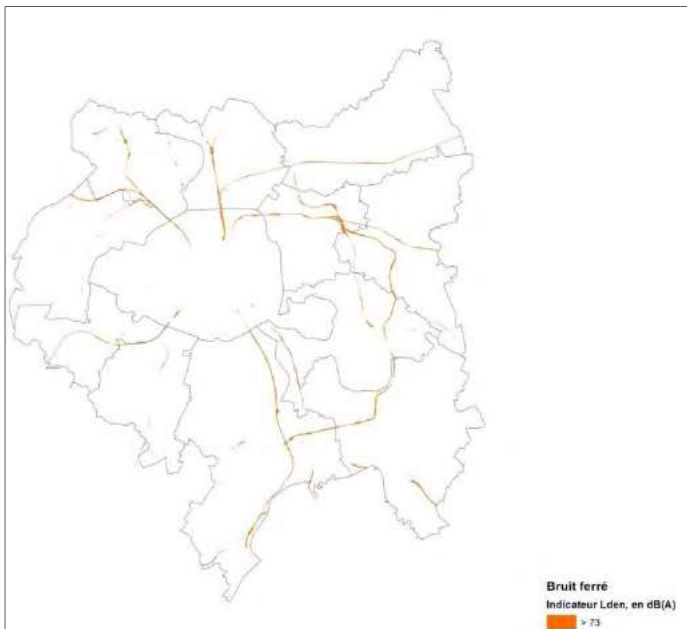 Bruit ferré
Indicateur Lden, en dB(A)
> 73